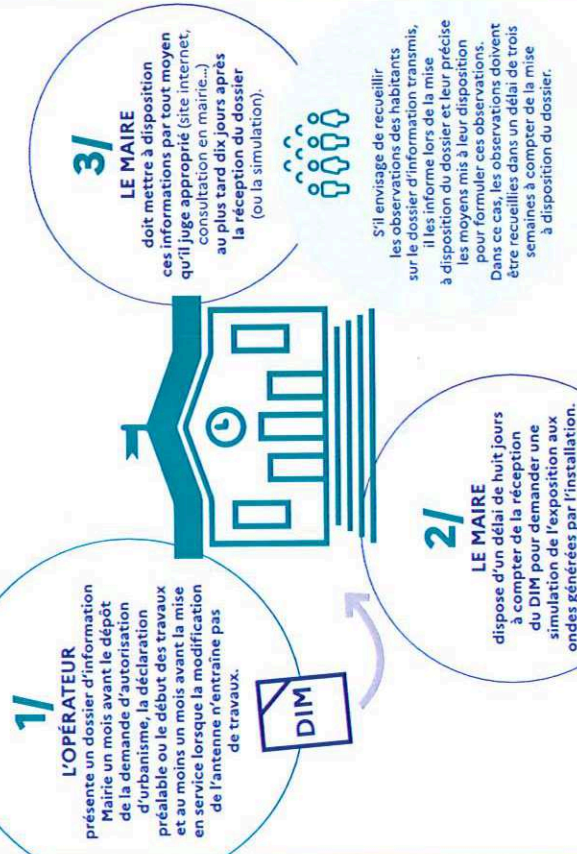 1/
L'OPÉRATEUR
présente un dossier d'information
Mairie un mois avant le dépôt
de la demande d'autorisation
d'urbanisme, la déclaration
préalable ou le début des travaux
et au moins un mois avant la mise
en service lorsque la modification
de l'antenne n'entraîne pas
de travaux.
DIM
2/
LE MAIRE
dispose d'un délai de huit jours
à compter de la réception
du DIM pour demander une
simulation de l'exposition aux
ondes générées par l'installation.
3/
LE MAIRE
doit mettre à disposition
ces informations par tout moyen
qu'il juge approprié (site internet,
consultation en mairie...)
au plus tard dix jours après
la réception du dossier
(ou la simulation).
S'il envisage de recueillir
les observations des habitants
sur le dossier d'information transmis,
il les informe lors de la mise
à disposition du dossier et leur précise
les moyens mis à leur disposition
pour formuler ces observations.
Dans ce cas, les observations doivent
être recueillies dans un délai de trois
semaines à compter de la mise
à disposition du dossier.